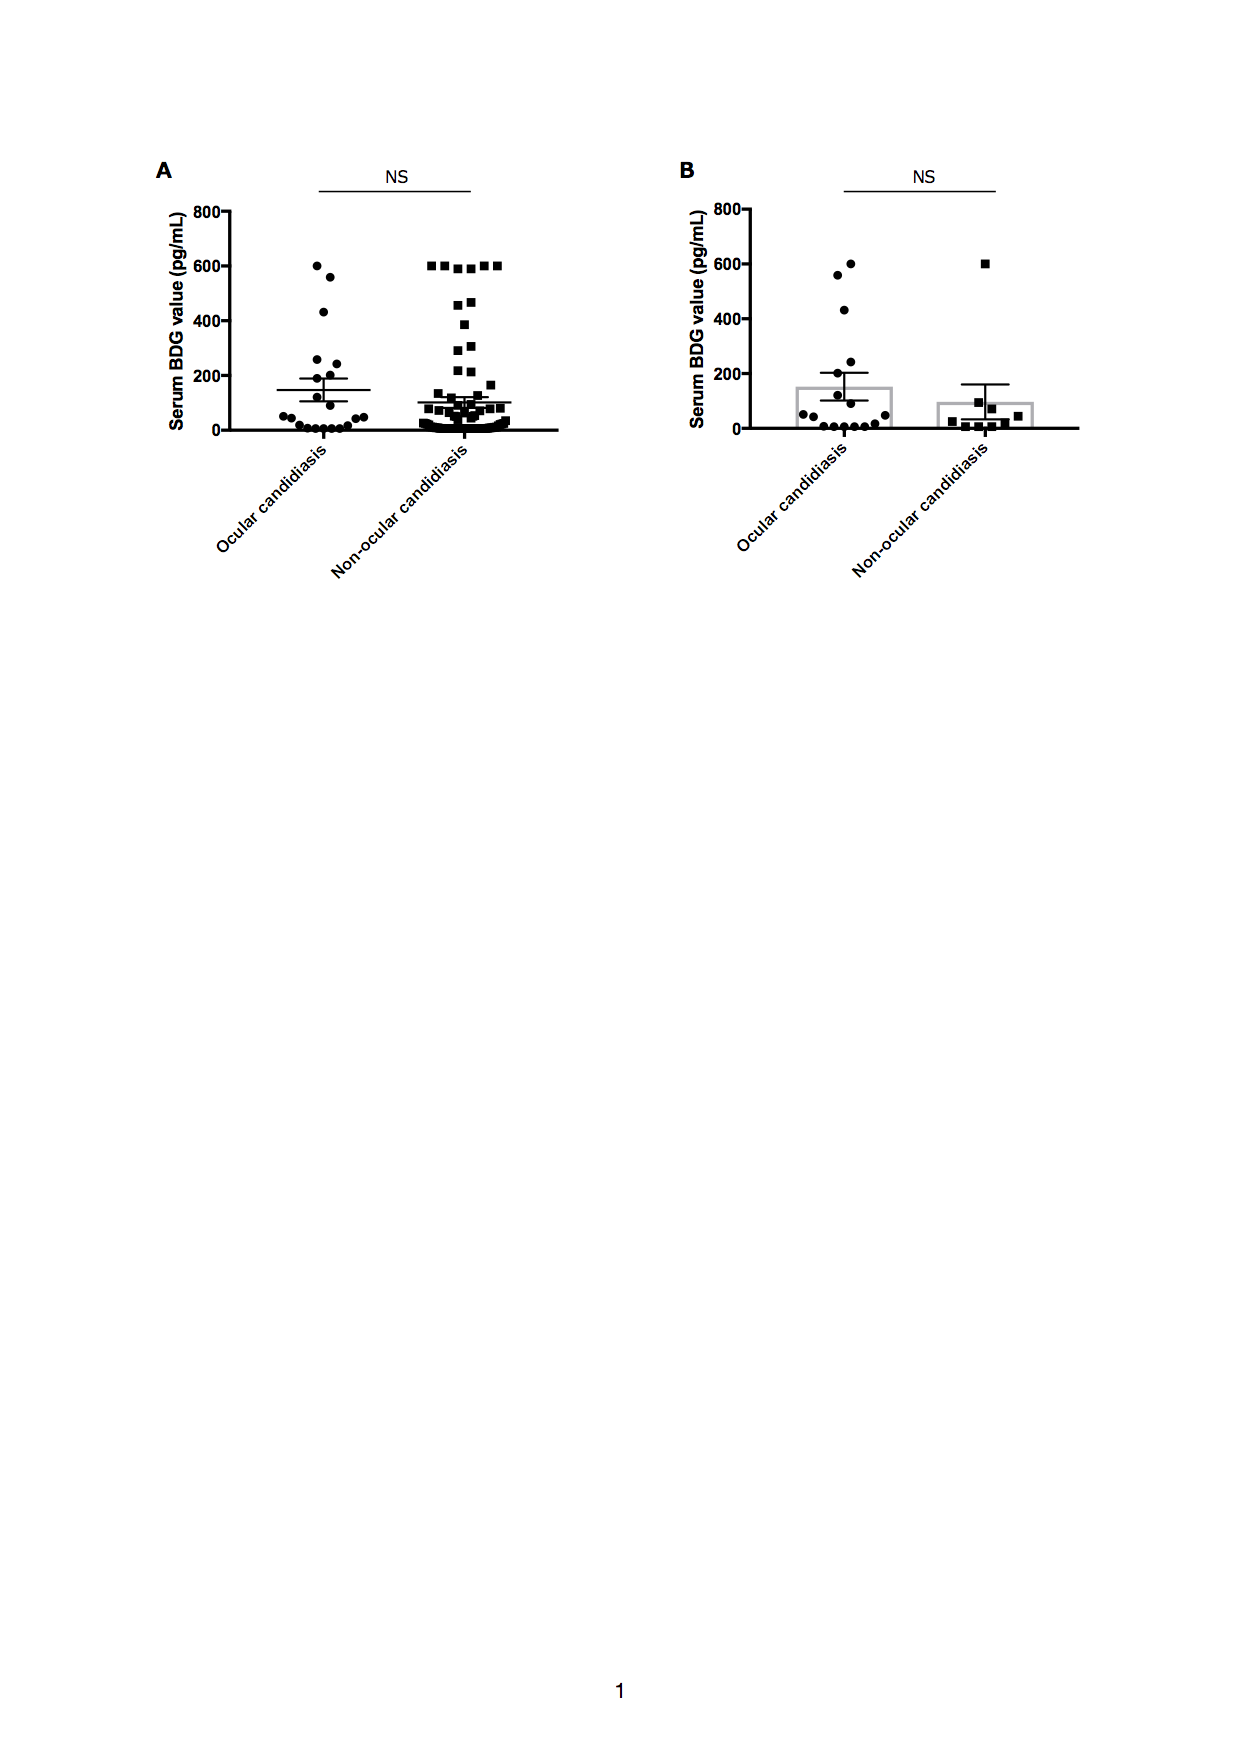 A
NS
Serum BDG value (pg/mL)
800
600
400
200
0
Ocular candidiasis
Non-ocular candidiasis
B
NS
Serum BDG value (pg/mL)
800
600
400
200
0
Ocular candidiasis
Non-ocular candidiasis
1